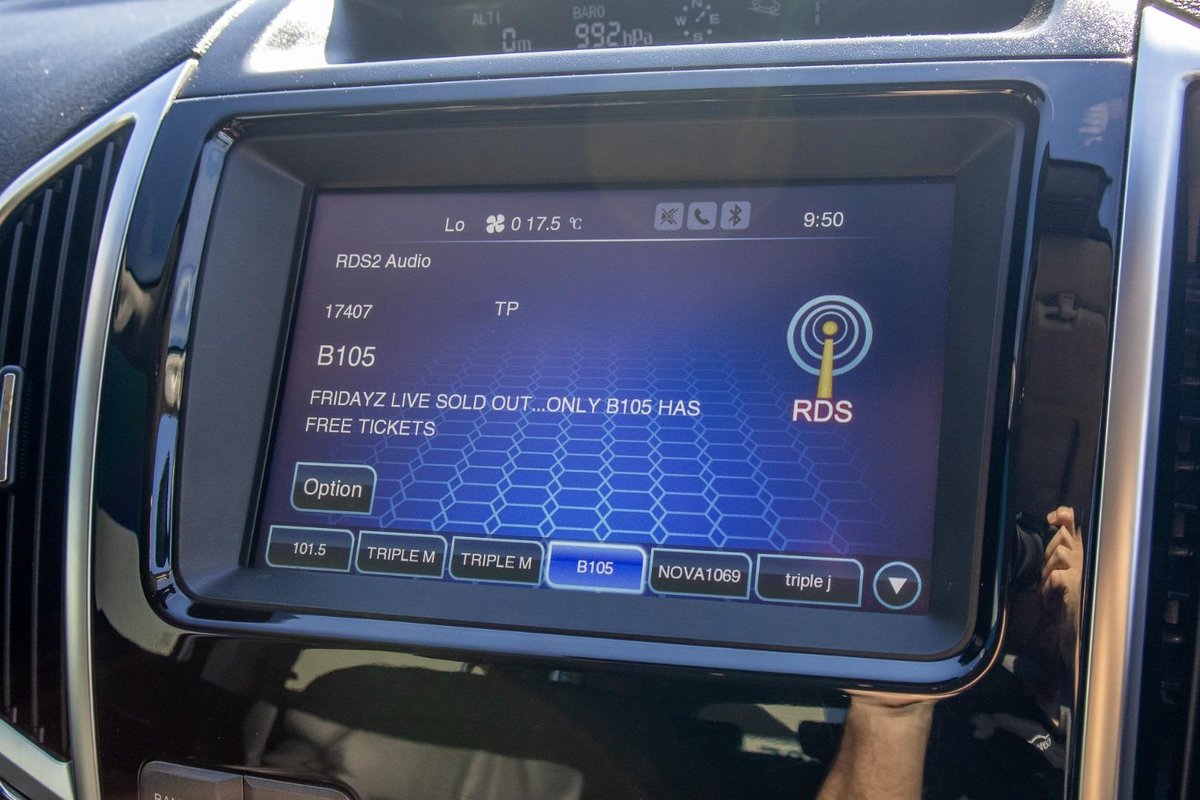 ALTI
0m
BARO
992hPa
N
W E
S
Lo 0 17.5 ℃ 9:50
RDS2 Audio
17407 TP
B105
FRIDAYZ LIVE SOLD OUT...ONLY B105 HAS
FREE TICKETS
RDS
Option
101.5 TRIPLE M TRIPLE M B105 NOVA1069 triple j